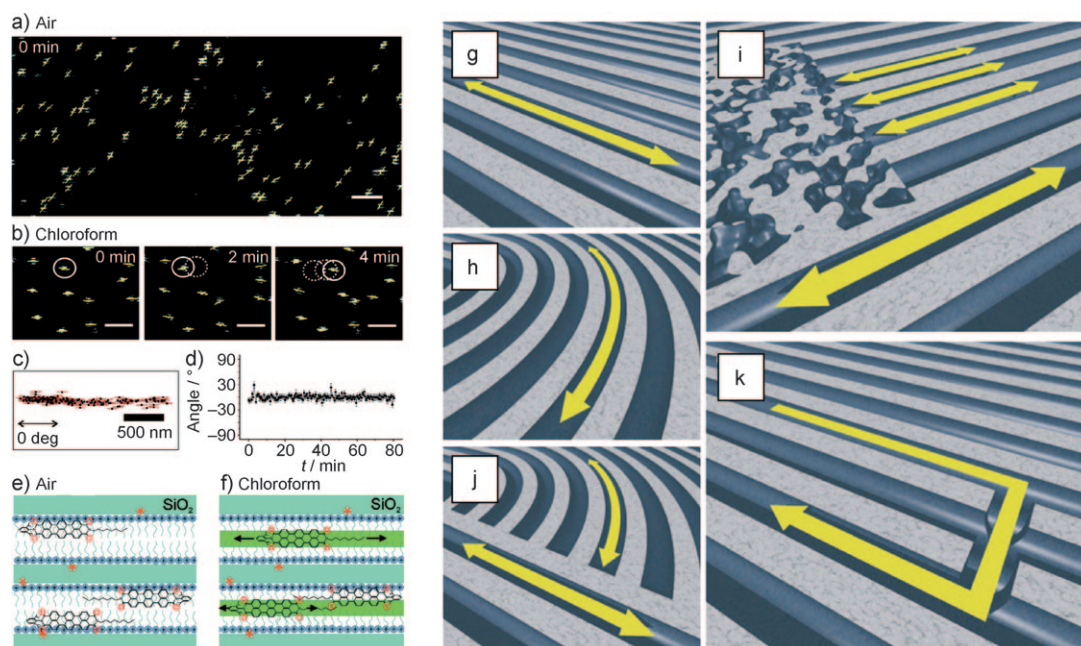 a) Air
0 min
b) Chloroform
0 min
2 min
4 min
c)
0 deg
500 nm
d)
Angle / °
90
30
–30
–90
0 20 40 60 80
t / min
e) Air
SiO₂
f) Chloroform
SiO₂
g
h
i
j
k